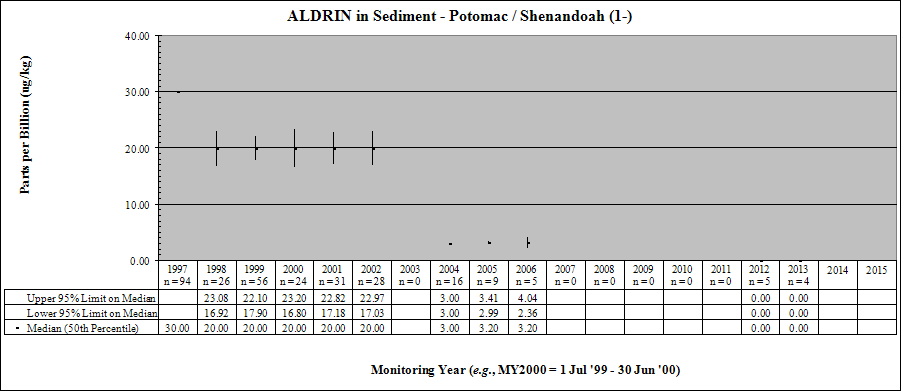 ALDRIN in Sediment - Potomac / Shenandoah (1-)
Parts per Billion (ug/kg)
40.00
30.00
20.00
10.00
0.00
1997 1998 1999 2000 2001 2002 2003 2004 2005 2006 2007 2008 2009 2010 2011 2012 2013 2014 2015
n=94 n=26 n=56 n=24 n=31 n=28 n=0 n=16 n=9 n=5 n=0 n=0 n=0 n=0 n=0 n=5 n=4
Upper 95% Limit on Median 23.08 22.10 23.20 22.82 22.97 3.00 3.41 4.04 0.00 0.00
Lower 95% Limit on Median 16.92 17.90 16.80 17.18 17.03 3.00 2.99 2.36 0.00 0.00
- Median (50th Percentile) 30.00 20.00 20.00 20.00 20.00 20.00 3.00 3.20 3.20 0.00 0.00
Monitoring Year (e.g., MY2000 = 1 Jul '99 - 30 Jun '00)